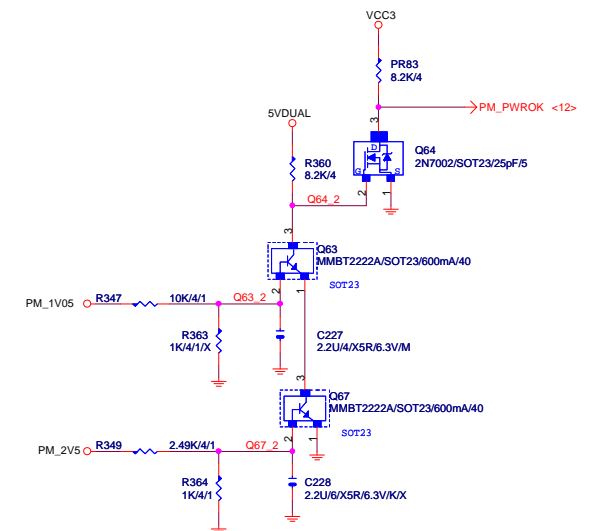 VCC3
PR83
8.2K/4
PM_PWROK <12>
3
D
G
S
Q64
2N7002/SOT23/25pF/5
2
1
5VDUAL
R360
8.2K/4
Q64_2
3
Q63
MMBT2222A/SOT23/600mA/40
SOT23
2
1
PM_1V05
R347
10K/4/1
Q63_2
R363
1K/4/1/X
C227
2.2U/4/X5R/6.3V/M
3
Q67
MMBT2222A/SOT23/600mA/40
SOT23
2
1
PM_2V5
R349
2.49K/4/1
Q67_2
R364
1K/4/1
C228
2.2U/6/X5R/6.3V/K/X